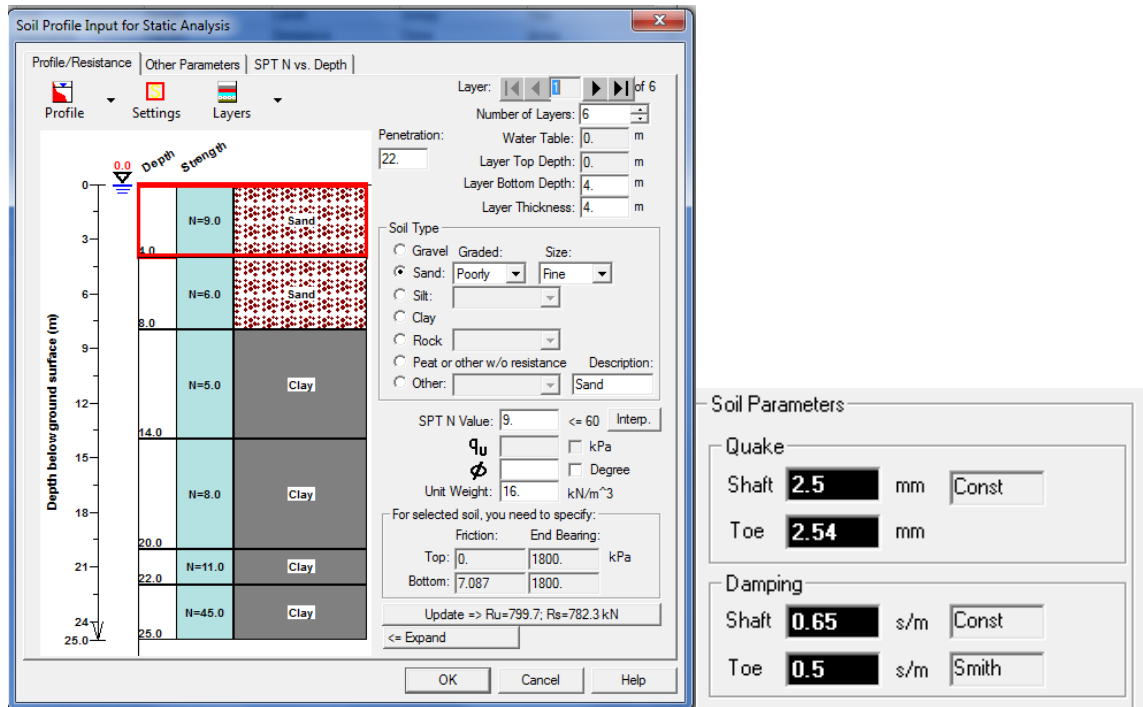 Soil Profile Input for Static Analysis
Profile/Resistance Other Parameters SPT N vs. Depth
Profile Settings Layers
Layer: 1 of 6
Number of Layers: 6
Penetration: Water Table: 0. m
22. Layer Top Depth: 0. m
Layer Bottom Depth: 4. m
Layer Thickness: 4. m
0.0 Depth Strength
Depth below ground surface (m)
0
3
6
9
12
15
18
21
24
25.0
N=9.0 Sand
4.0
N=6.0 Sand
8.0
N=5.0 Clay
14.0
N=8.0 Clay
20.0
N=11.0 Clay
22.0
N=45.0 Clay
25.0
Soil Type
Gravel Graded: Size:
Sand: Poorly Fine
Silt:
Clay
Rock
Peat or other w/o resistance Description:
Other: Sand
SPT N Value: 9. <= 60 Interp.
qu kPa
ϕ Degree
Unit Weight: 16. kN/m^3
For selected soil, you need to specify:
Friction: End Bearing:
Top: 0. 1800. kPa
Bottom: 7.087 1800.
Update => Ru=799.7; Rs=782.3 kN
<= Expand
OK Cancel Help
Soil Parameters
Quake
Shaft 2.5 mm Const
Toe 2.54 mm
Damping
Shaft 0.65 s/m Const
Toe 0.5 s/m Smith